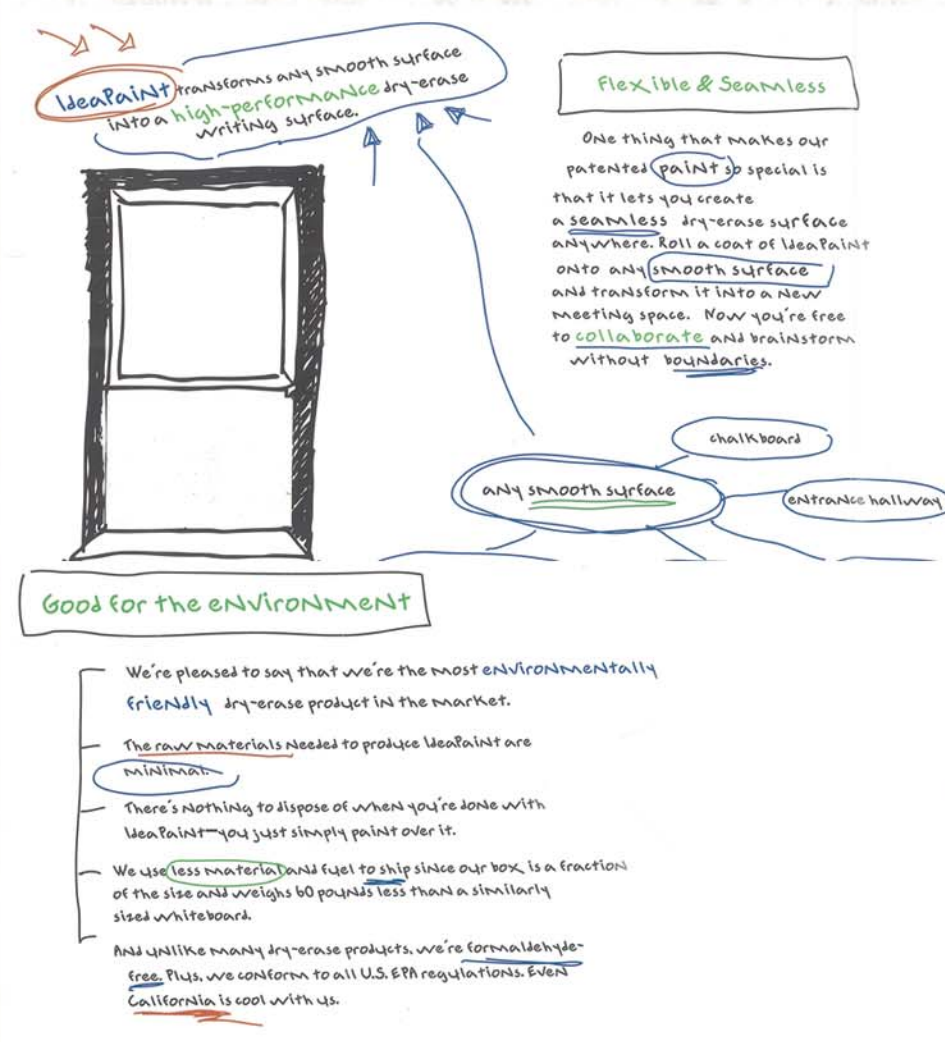 IdeaPaint transforms any smooth surface
into a high-performance dry-erase
writing surface.
Flexible & Seamless
One thing that makes our
patented paint so special is
that it lets you create
a seamless dry-erase surface
anywhere. Roll a coat of IdeaPaint
onto any smooth surface
and transform it into a new
meeting space. Now you're free
to collaborate and brainstorm
without boundaries.
chalkboard
any smooth surface
entrance hallway
Good for the environment
We're pleased to say that we're the most environmentally
friendly dry-erase product in the market.
The raw materials needed to produce IdeaPaint are
minimal.
There's nothing to dispose of when you're done with
IdeaPaint—you just simply paint over it.
We use less material and fuel to ship since our box is a fraction
of the size and weighs 60 pounds less than a similarly
sized whiteboard.
And unlike many dry-erase products, we're formaldehyde-
free. Plus, we conform to all U.S. EPA regulations. Even
California is cool with us.